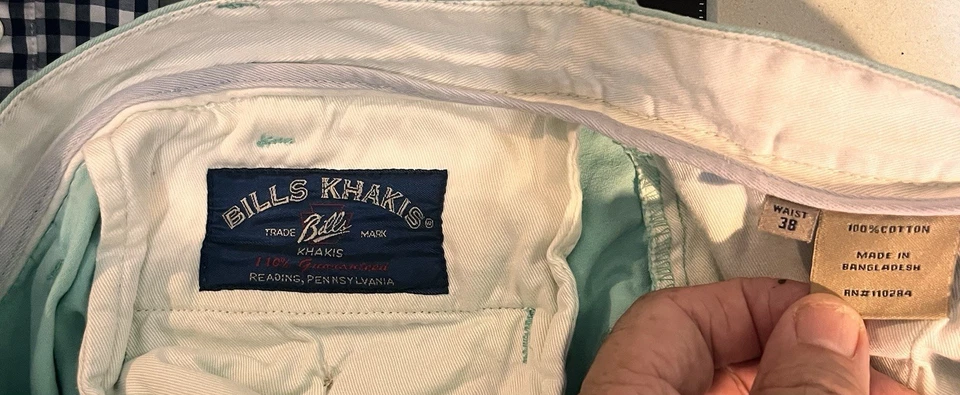 BILLS KHAKIS
Bills
TRADE MARK
KHAKIS
110% Guaranteed
READING, PENNSYLVANIA
WAIST
38
100% COTTON
MADE IN
BANGLADESH
RN#110284